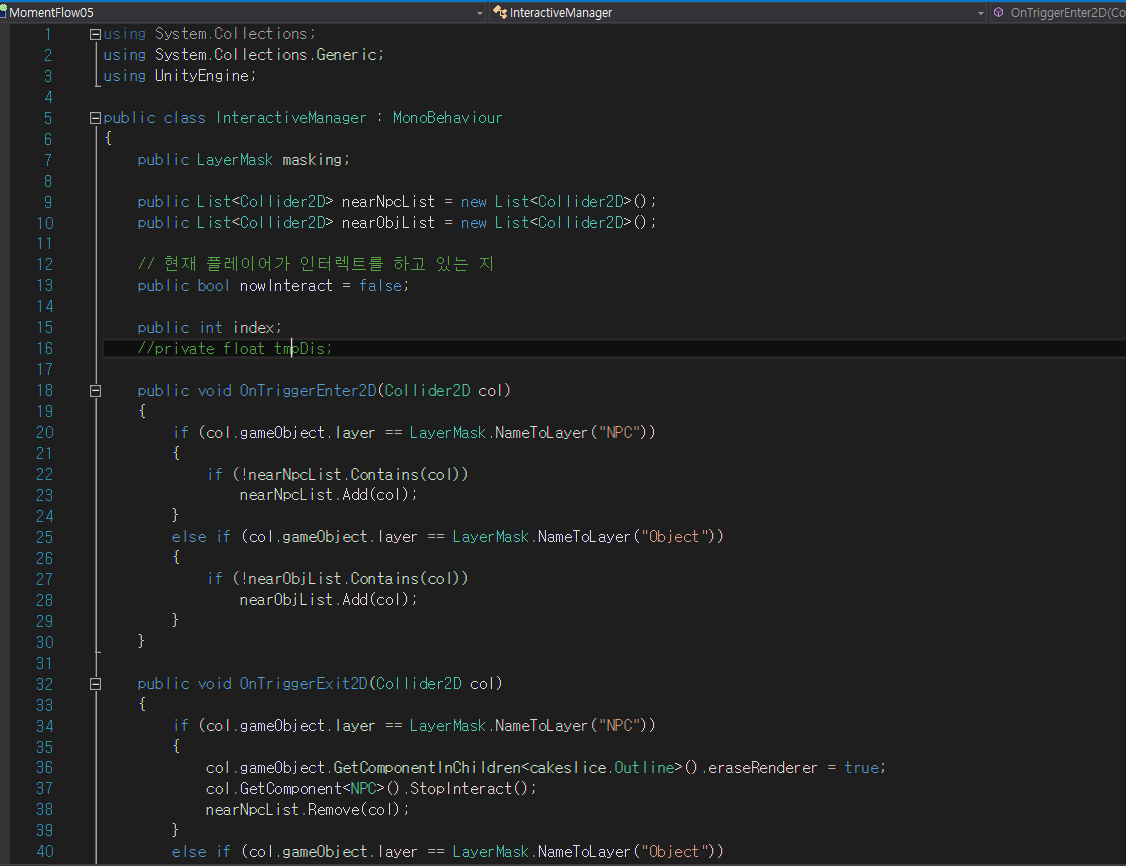 MomentFlow05 InteractiveManager OnTriggerEnter2D(Co
1 using System.Collections;
2 using System.Collections.Generic;
3 using UnityEngine;
4
5 public class InteractiveManager : MonoBehaviour
6 {
7 public LayerMask masking;
8
9 public List<Collider2D> nearNpcList = new List<Collider2D>();
10 public List<Collider2D> nearObjList = new List<Collider2D>();
11
12 // 현재 플레이어가 인터렉트를 하고 있는 지
13 public bool nowInteract = false;
14
15 public int index;
16 //private float tmpDis;
17
18 public void OnTriggerEnter2D(Collider2D col)
19 {
20 if (col.gameObject.layer == LayerMask.NameToLayer("NPC"))
21 {
22 if (!nearNpcList.Contains(col))
23 nearNpcList.Add(col);
24 }
25 else if (col.gameObject.layer == LayerMask.NameToLayer("Object"))
26 {
27 if (!nearObjList.Contains(col))
28 nearObjList.Add(col);
29 }
30 }
31
32 public void OnTriggerExit2D(Collider2D col)
33 {
34 if (col.gameObject.layer == LayerMask.NameToLayer("NPC"))
35 {
36 col.gameObject.GetComponentInChildren<cakeslice.Outline>().eraseRenderer = true;
37 col.GetComponent<NPC>().StopInteract();
38 nearNpcList.Remove(col);
39 }
40 else if (col.gameObject.layer == LayerMask.NameToLayer("Object"))